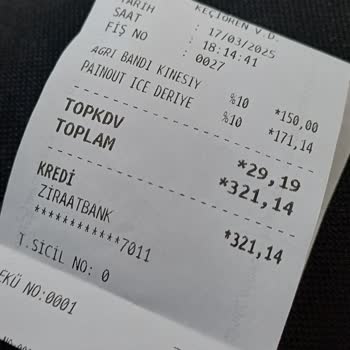 KEÇİÖREN V.D.
TARİH : 17/03/2025
SAAT : 18:14:41
FİŞ NO : 0027
AGRI BANDI KINESIY %10 *150,00
PAINOUT ICE DERIYE %10 *171,14
TOPKDV *29,19
TOPLAM *321,14
KREDİ *321,14
ZIRAATBANK
************7011
T.SİCİL NO: 0
EKÜ NO:0001